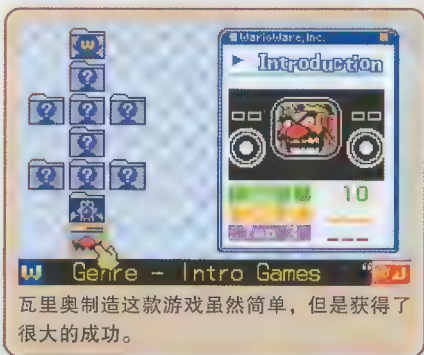 WarioWare, Inc.
Introduction
W
? 
? ? ?
?
? ? ?
10
Genre - Intro Games
瓦里奥制造这款游戏虽然简单，但是获得了
很大的成功。